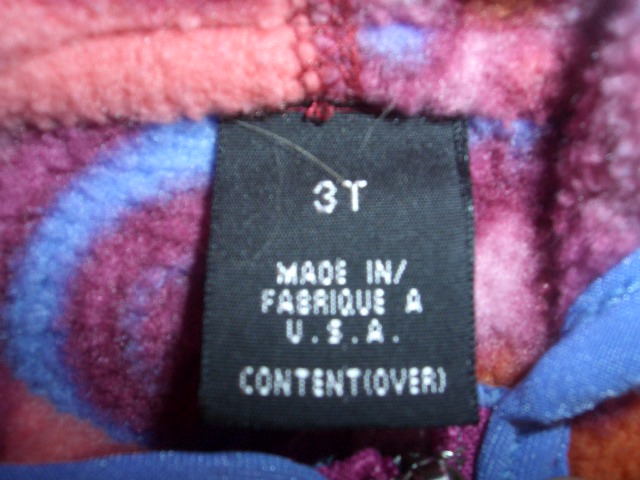 3T
MADE IN/
FABRIQUE A
U.S.A.
CONTENT(OVER)